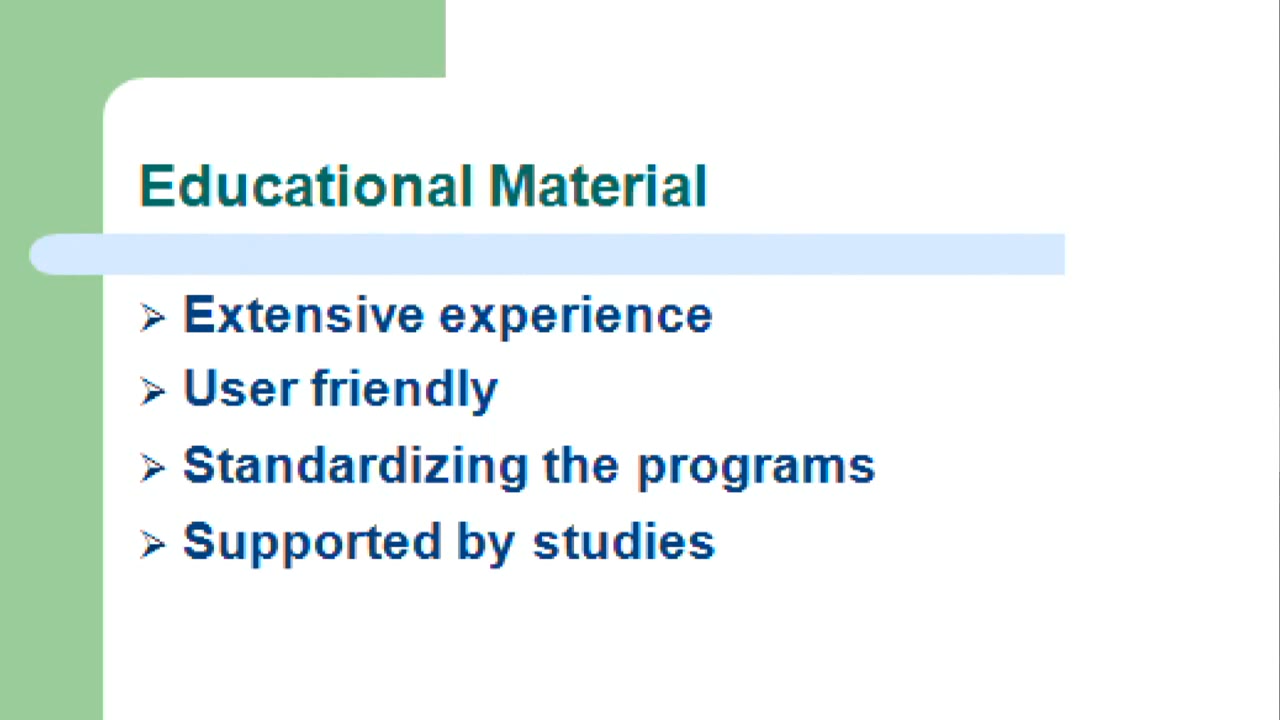 Educational Material
➢ Extensive experience
➢ User friendly
➢ Standardizing the programs
➢ Supported by studies